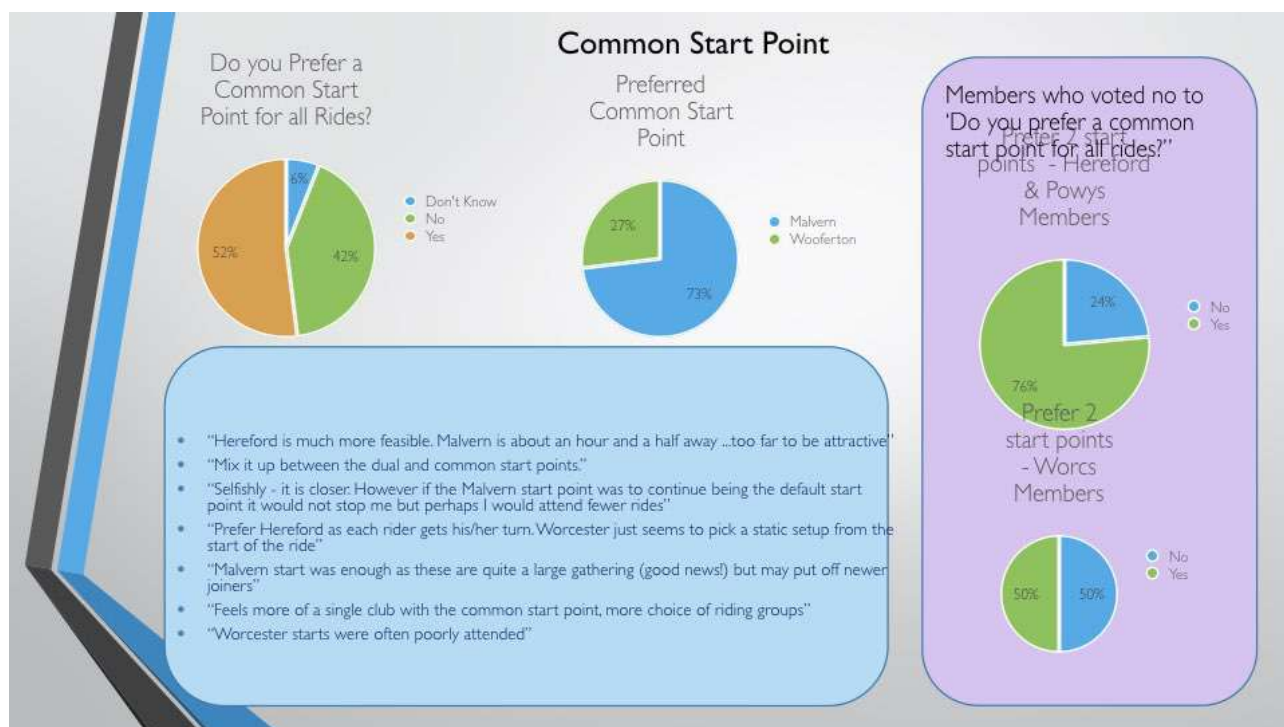 Common Start Point
Do you Prefer a
Common Start
Point for all Rides?
6%
42%
52%
Don't Know
No
Yes
Preferred
Common Start
Point
27%
73%
Malvern
Wooferton
Members who voted no to
‘Do you prefer a common
start point for all rides?”
Prefer 2 start
points - Hereford
& Powys
Members
24%
76%
No
Yes
Prefer 2
start points
- Worcs
Members
50%
50%
No
Yes
• “Hereford is much more feasible. Malvern is about an hour and a half away ...too far to be attractive”
• “Mix it up between the dual and common start points.”
• “Selfishly - it is closer. However if the Malvern start point was to continue being the default start
point it would not stop me but perhaps I would attend fewer rides”
• “Prefer Hereford as each rider gets his/her turn. Worcester just seems to pick a static setup from the
start of the ride”
• “Malvern start was enough as these are quite a large gathering (good news!) but may put off newer
joiners”
• “Feels more of a single club with the common start point, more choice of riding groups”
• “Worcester starts were often poorly attended”